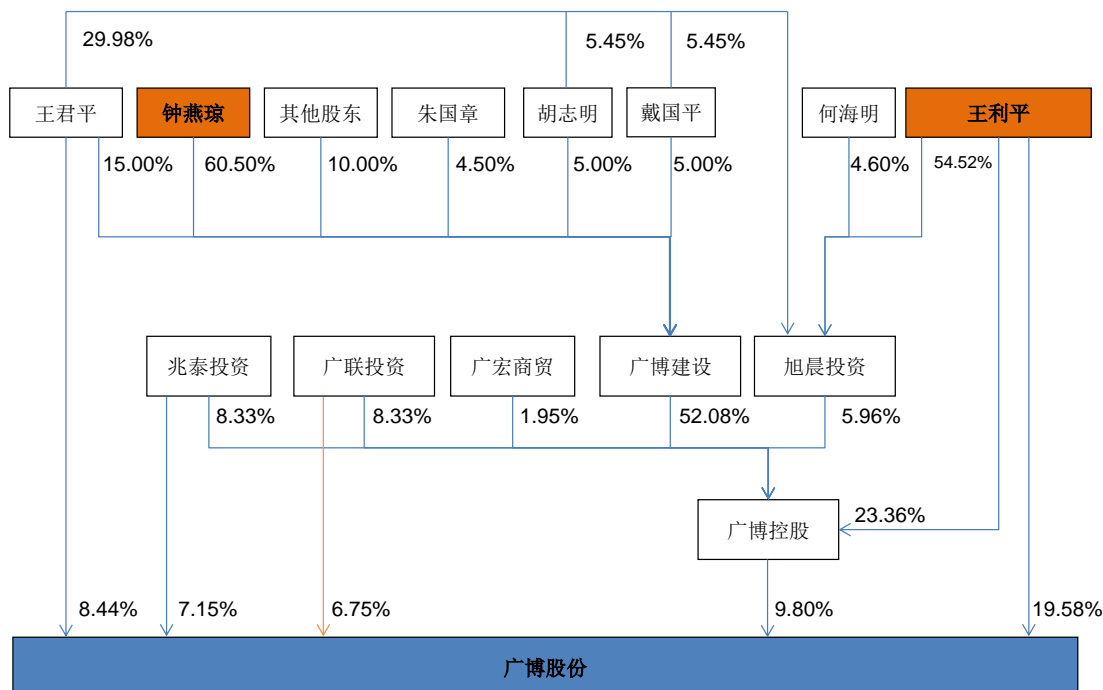 29.98%
5.45%
5.45%
王君平
钟燕琼
其他股东
朱国章
胡志明
戴国平
何海明
王利平
15.00%
60.50%
10.00%
4.50%
5.00%
5.00%
4.60%
54.52%
兆泰投资
广联投资
广宏商贸
广博建设
旭晨投资
8.33%
8.33%
1.95%
52.08%
5.96%
广博控股
23.36%
8.44%
7.15%
6.75%
9.80%
19.58%
广博股份